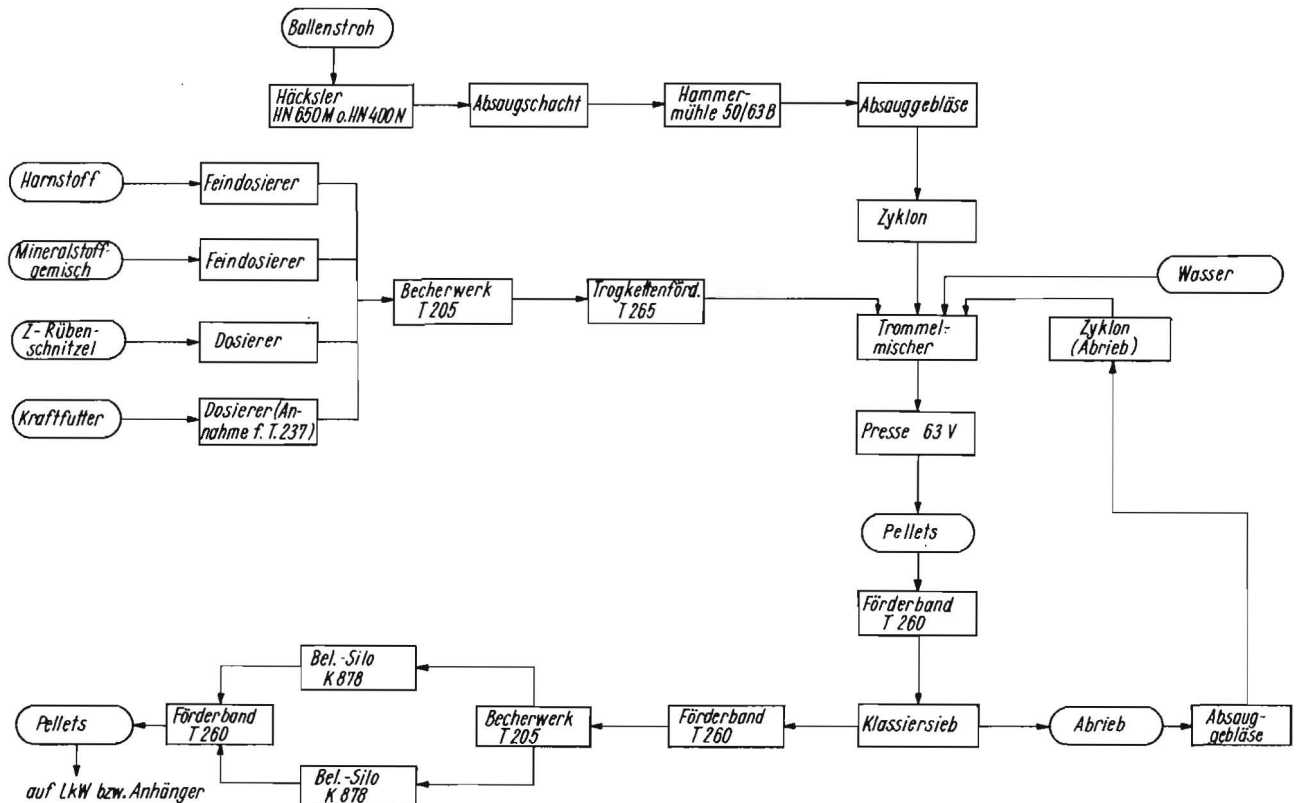 Ballenstroh
Häcksler
HN 650 M o. HN 400 N
Absaugschacht
Hammer-
mühle 50/63 B
Absauggebläse
Harnstoff
Feindosierer
Zyklon
Mineralstoff-
gemisch
Feindosierer
Becherwerk
T 205
Trogkettenförd.
T 265
Wasser
Trommel-
mischer
Zyklon
(Abrieb)
Z-Rüben-
schnitzel
Dosierer
Kraftfutter
Dosierer (An-
nahme f. T.237)
Presse 63 V
Pellets
Förderband
T 260
Bel.-Silo
K 878
Pellets
Förderband
T 260
Becherwerk
T 205
Förderband
T 260
Klassiersieb
Abrieb
Absaug-
gebläse
Bel.-Silo
K 878
auf LkW bzw. Anhänger